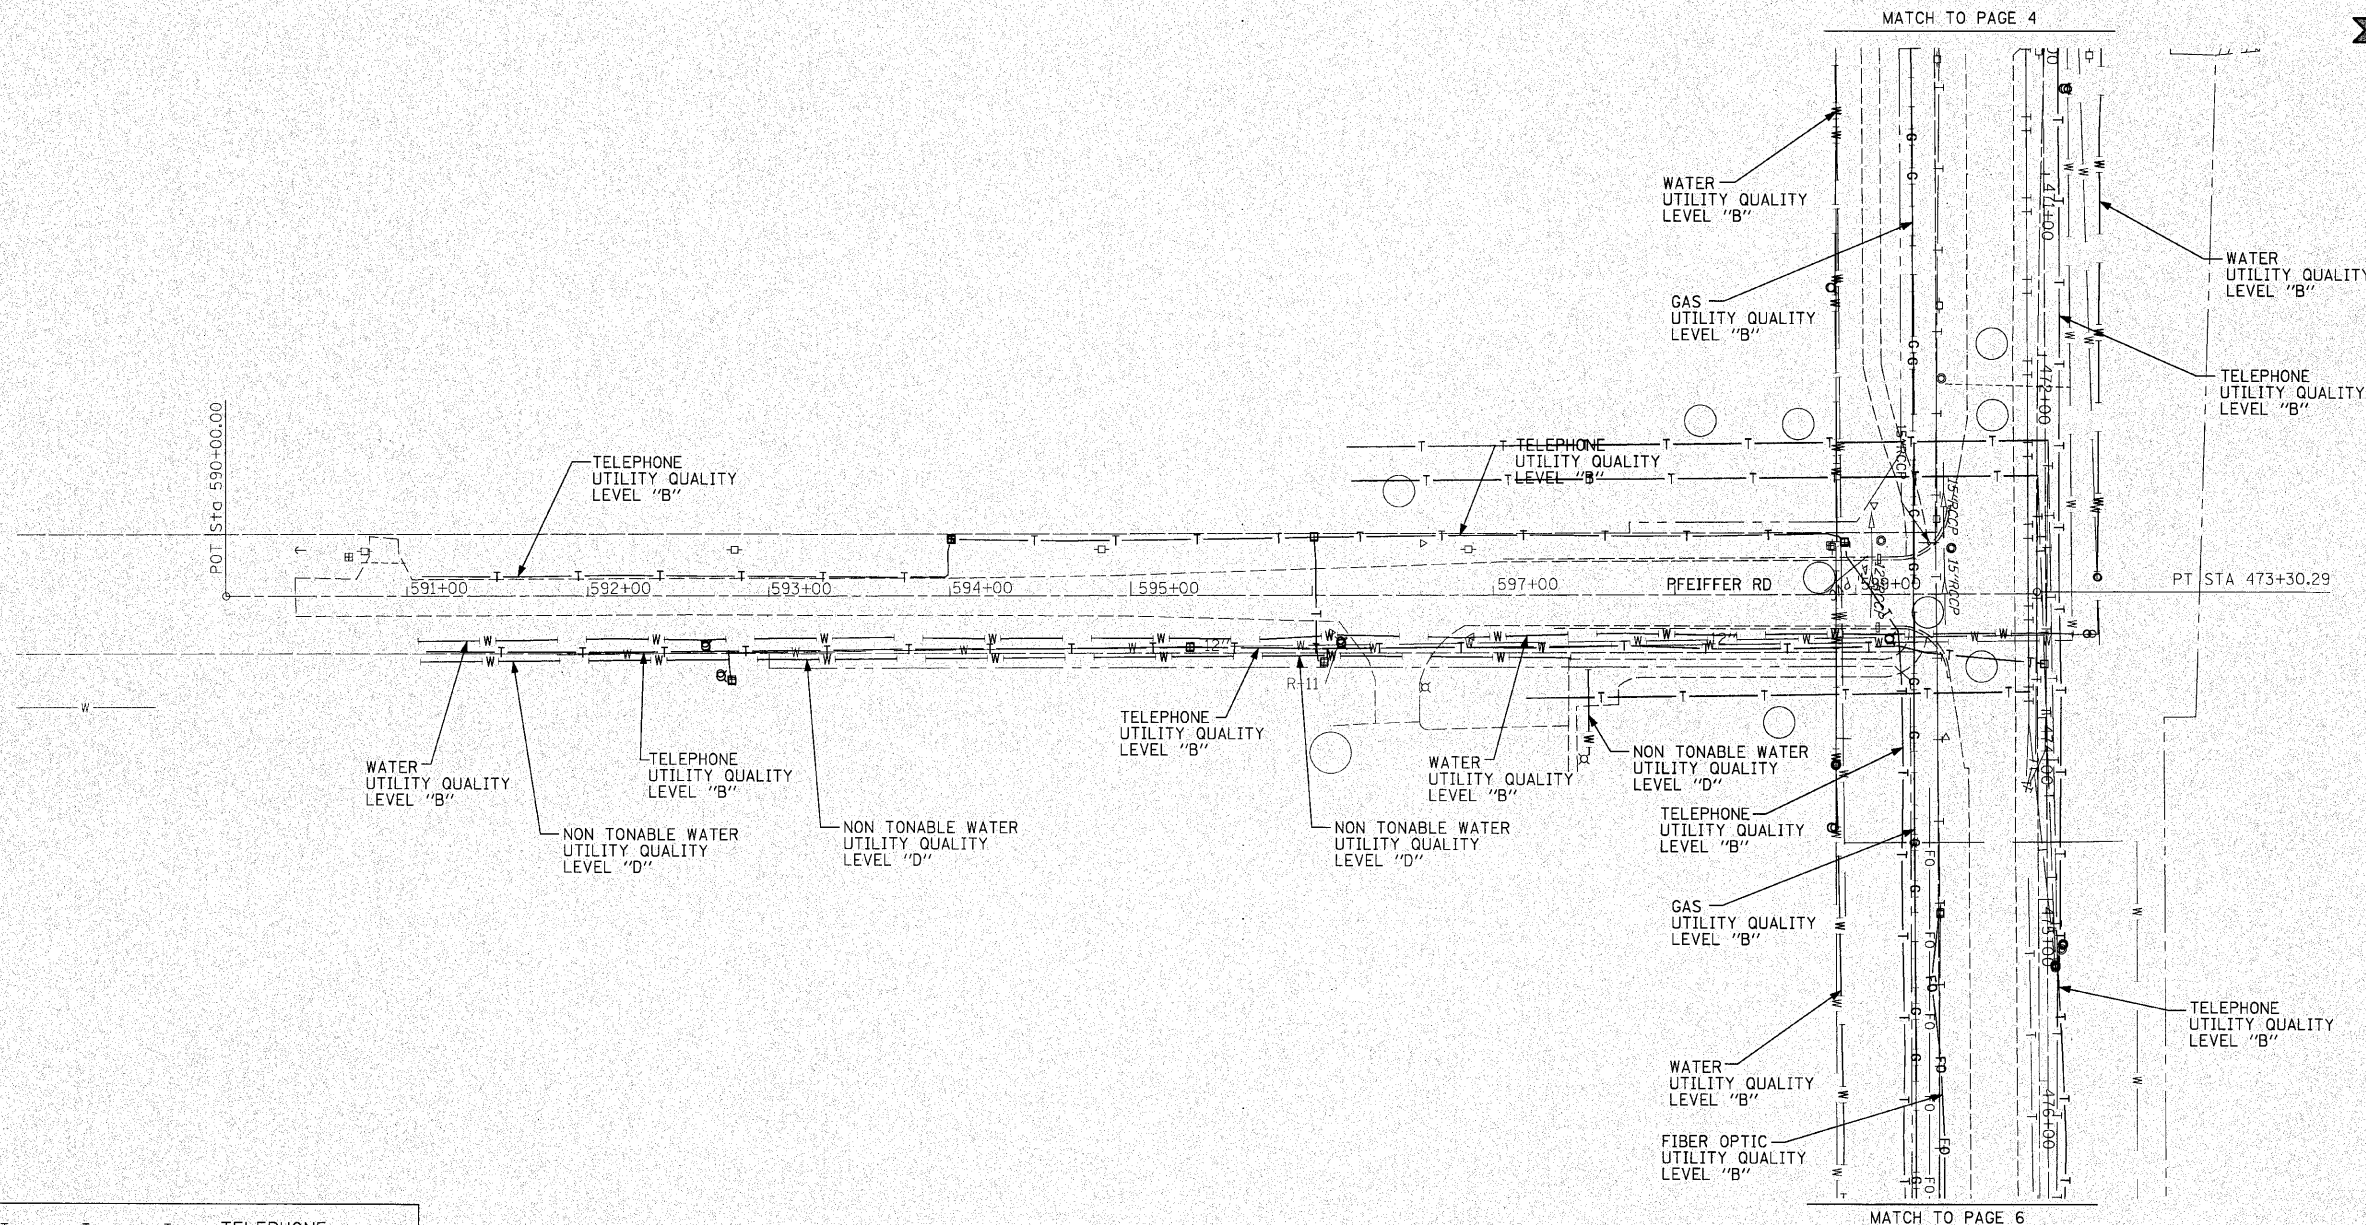 MATCH TO PAGE 4
WATER
UTILITY QUALITY
LEVEL "B"
GAS
UTILITY QUALITY
LEVEL "B"
471+00
WATER
UTILITY QUALITY
LEVEL "B"
TELEPHONE
UTILITY QUALITY
LEVEL "B"
472+00
POT Sta 590+00.00
TELEPHONE
UTILITY QUALITY
LEVEL "B"
TELEPHONE
UTILITY QUALITY
LEVEL "B"
15"RCCP
15"RCCP
15"RCCP
12"RCCP
591+00
592+00
593+00
594+00
595+00
597+00
PFEIFFER RD
599+00
PT STA 473+30.29
12"
12"
R-11
WATER
UTILITY QUALITY
LEVEL "B"
TELEPHONE
UTILITY QUALITY
LEVEL "B"
TELEPHONE
UTILITY QUALITY
LEVEL "B"
WATER
UTILITY QUALITY
LEVEL "B"
NON TONABLE WATER
UTILITY QUALITY
LEVEL "D"
474+00
NON TONABLE WATER
UTILITY QUALITY
LEVEL "D"
NON TONABLE WATER
UTILITY QUALITY
LEVEL "D"
NON TONABLE WATER
UTILITY QUALITY
LEVEL "D"
TELEPHONE
UTILITY QUALITY
LEVEL "B"
GAS
UTILITY QUALITY
LEVEL "B"
475+00
TELEPHONE
UTILITY QUALITY
LEVEL "B"
WATER
UTILITY QUALITY
LEVEL "B"
476+00
FIBER OPTIC
UTILITY QUALITY
LEVEL "B"
TELEPHONE
MATCH TO PAGE 6